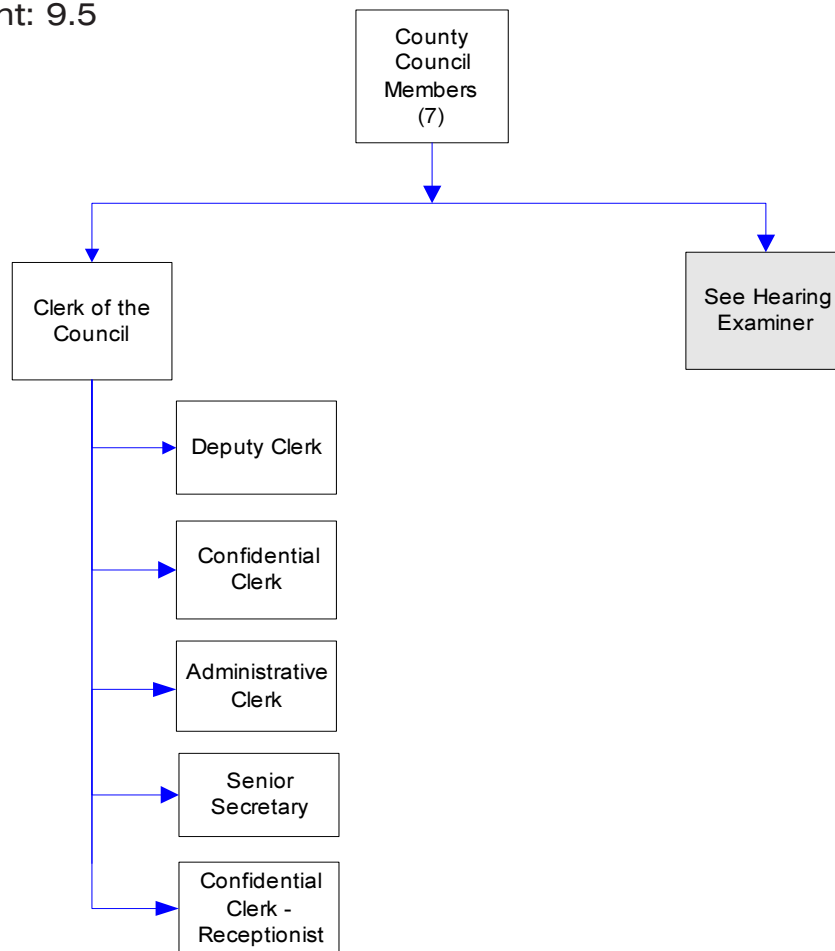 nt: 9.5
County
Council
Members
(7)
Clerk of the
Council
See Hearing
Examiner
Deputy Clerk
Confidential
Clerk
Administrative
Clerk
Senior
Secretary
Confidential
Clerk -
Receptionist